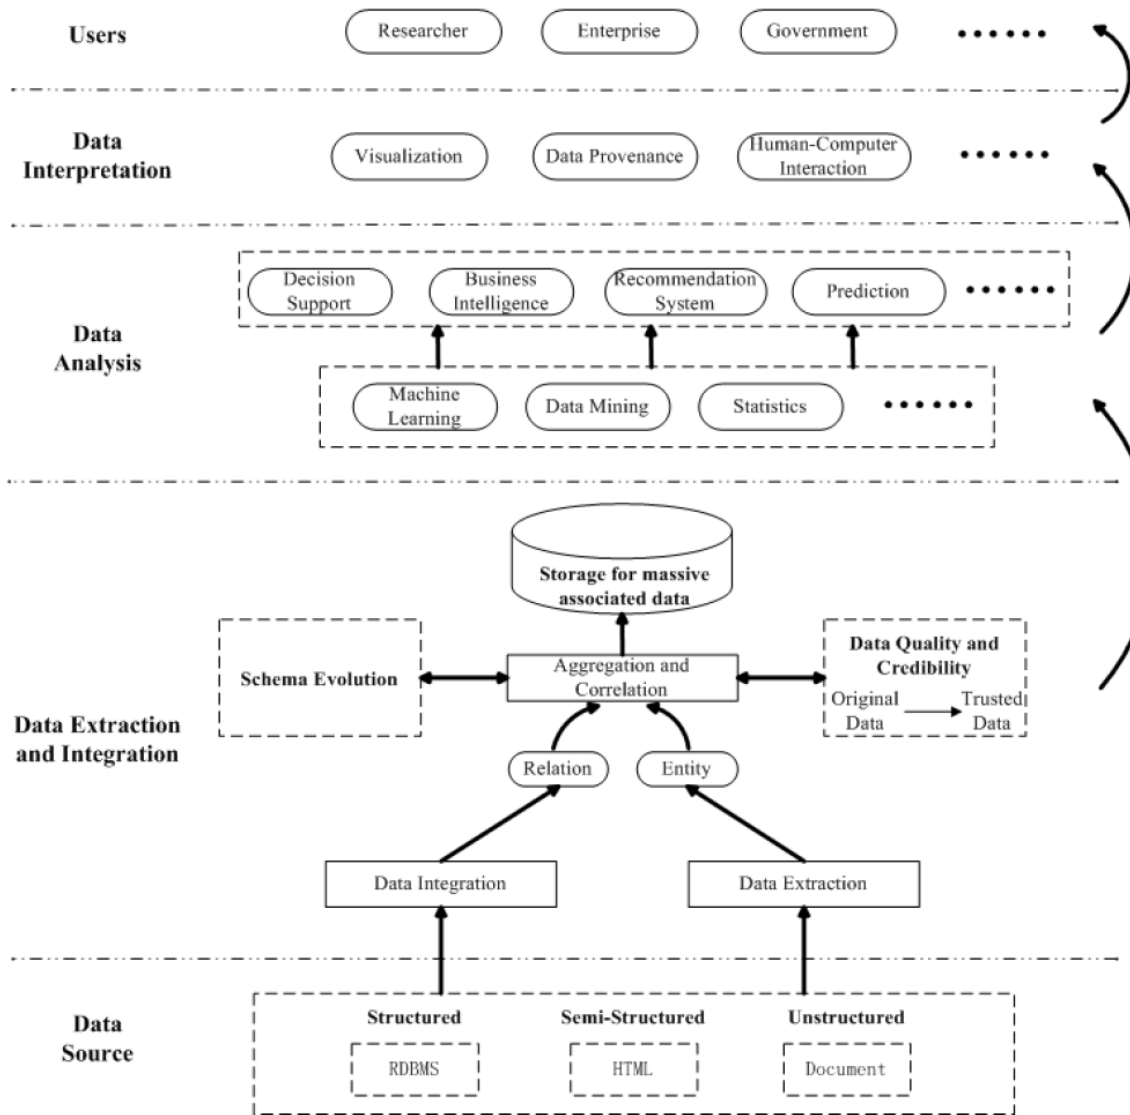 Users
Researcher
Enterprise
Government
Data
Interpretation
Visualization
Data Provenance
Human-Computer
Interaction
Data
Analysis
Decision
Support
Business
Intelligence
Recommendation
System
Prediction
Machine
Learning
Data Mining
Statistics
Data Extraction
and Integration
Storage for massive
associated data
Schema Evolution
Aggregation and
Correlation
Data Quality and
Credibility
Original
Data
Trusted
Data
Relation
Entity
Data Integration
Data Extraction
Data
Source
Structured
Semi-Structured
Unstructured
RDBMS
HTML
Document